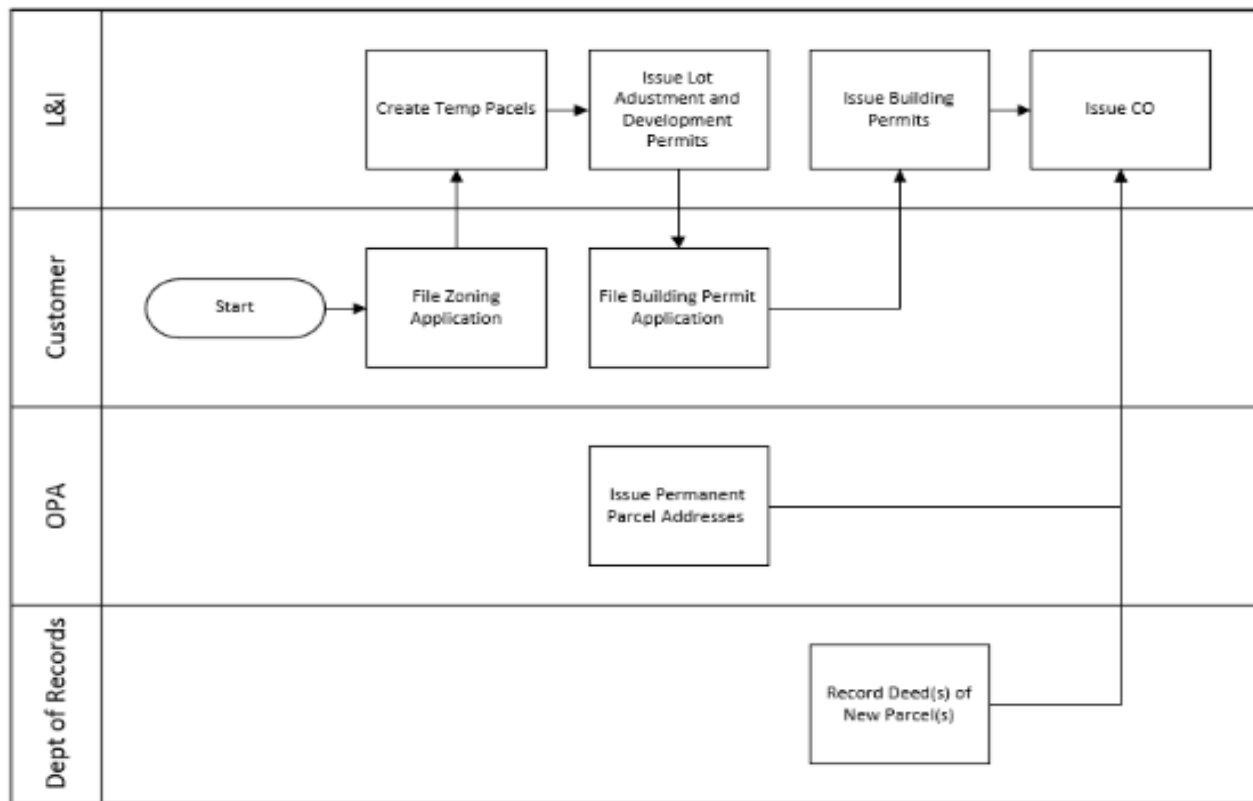 L&I
Create Temp Pacels
Issue Lot
Adustment and
Development
Permits
Issue Building
Permits
Issue CO
Customer
Start
File Zoning
Application
File Building Permit
Application
OPA
Issue Permanent
Parcel Addresses
Dept of Records
Record Deed(s) of
New Parcel(s)